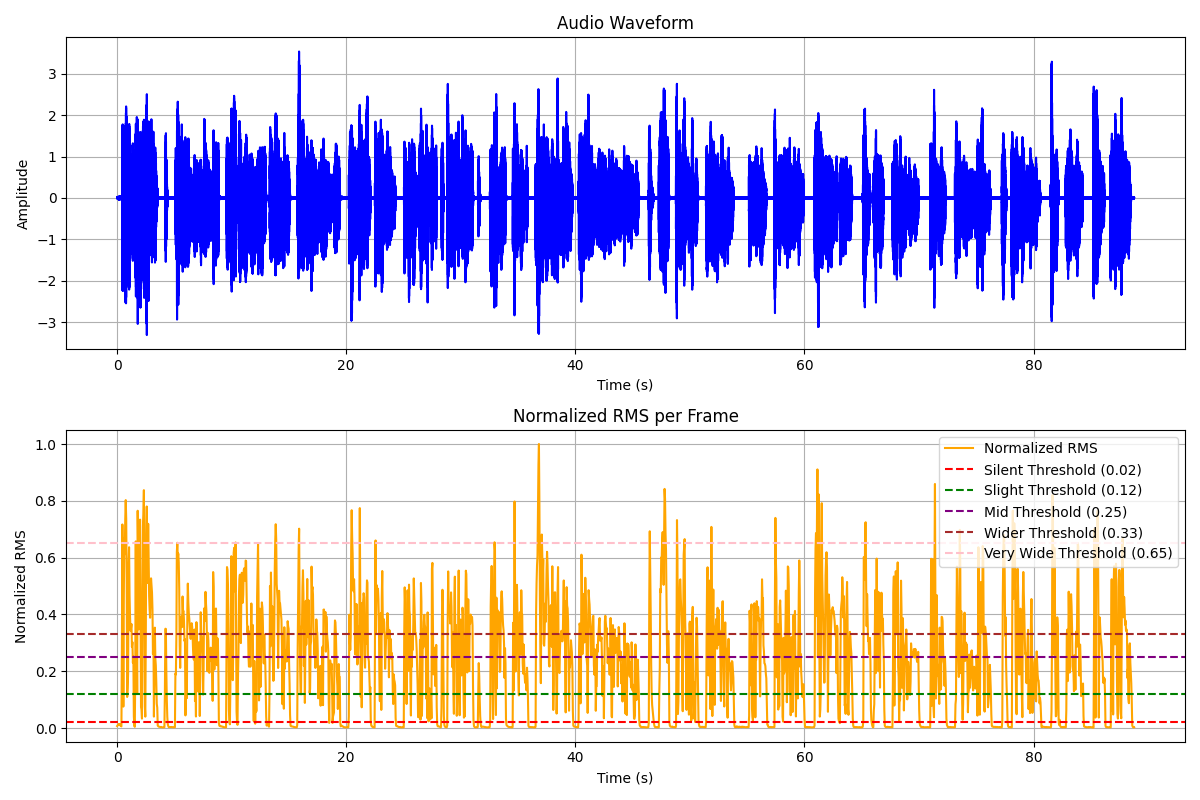 Audio Waveform
3
2
1
0
−1
−2
−3
Amplitude
0 20 40 60 80
Time (s)
Normalized RMS per Frame
1.0
0.8
0.6
0.4
0.2
0.0
Normalized RMS
Normalized RMS
Silent Threshold (0.02)
Slight Threshold (0.12)
Mid Threshold (0.25)
Wider Threshold (0.33)
Very Wide Threshold (0.65)
0 20 40 60 80
Time (s)